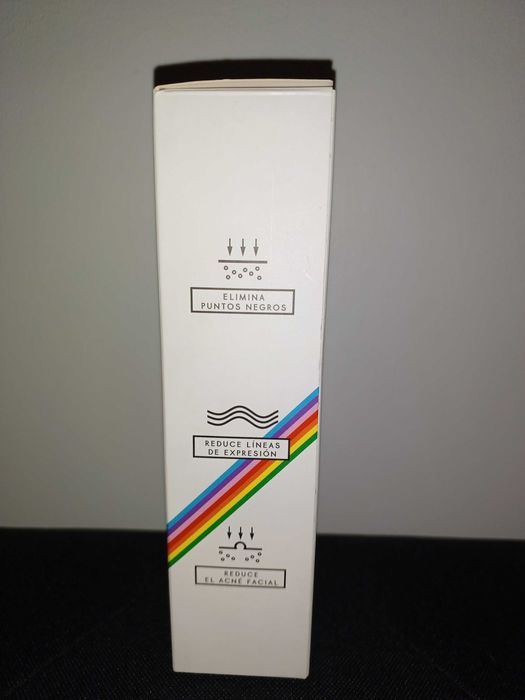 ELIMINA
PUNTOS NEGROS
REDUCE LÍNEAS
DE EXPRESIÓN
REDUCE
EL ACNÉ FACIAL